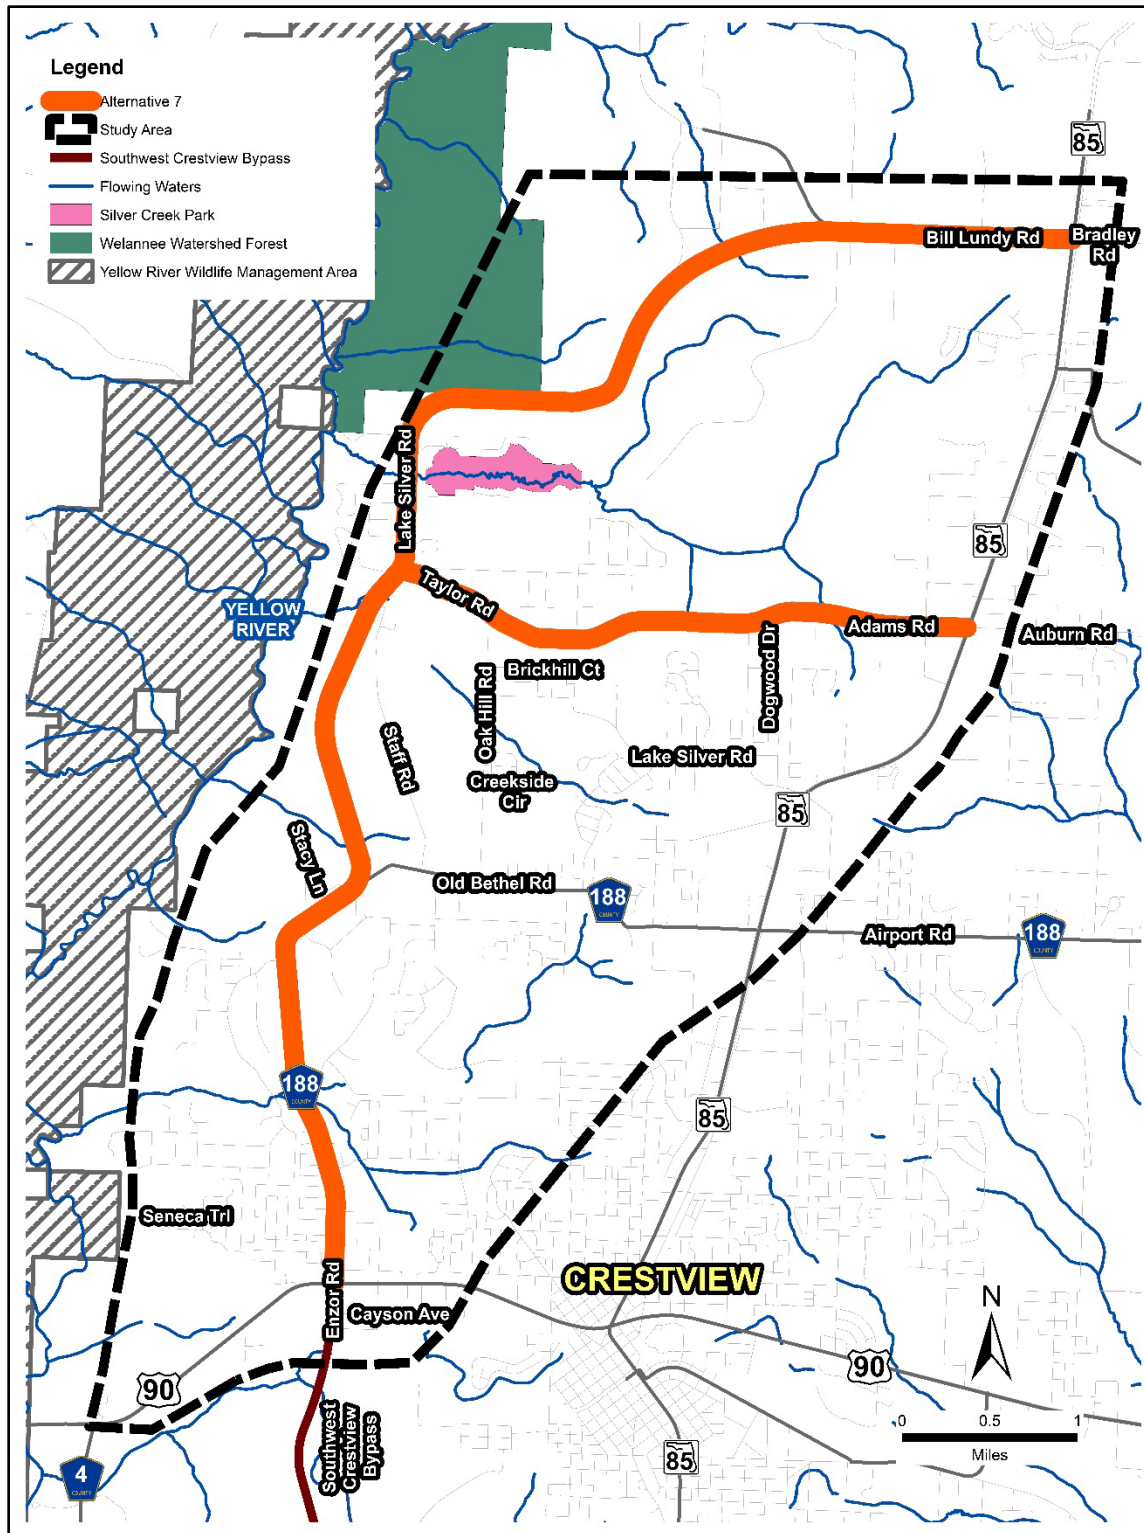 Legend
Alternative 7
Study Area
Southwest Crestview Bypass
Flowing Waters
Silver Creek Park
Welannee Watershed Forest
Yellow River Wildlife Management Area
85
Bill Lundy Rd
Bradley
Rd
Lake Silver Rd
85
Taylor Rd
YELLOW
RIVER
Adams Rd
Auburn Rd
Brickhill Ct
Oak Hill Rd
Dogwood Dr
Staff Rd
Lake Silver Rd
Creekside
Cir
85
Stacy Ln
Old Bethel Rd
188
COUNTY
Airport Rd
188
COUNTY
188
COUNTY
85
Seneca Trl
Enzor Rd
Cayson Ave
CRESTVIEW
N
90
90
Southwest
Crestview
Bypass
0 0.5 1
Miles
85
4
COUNTY